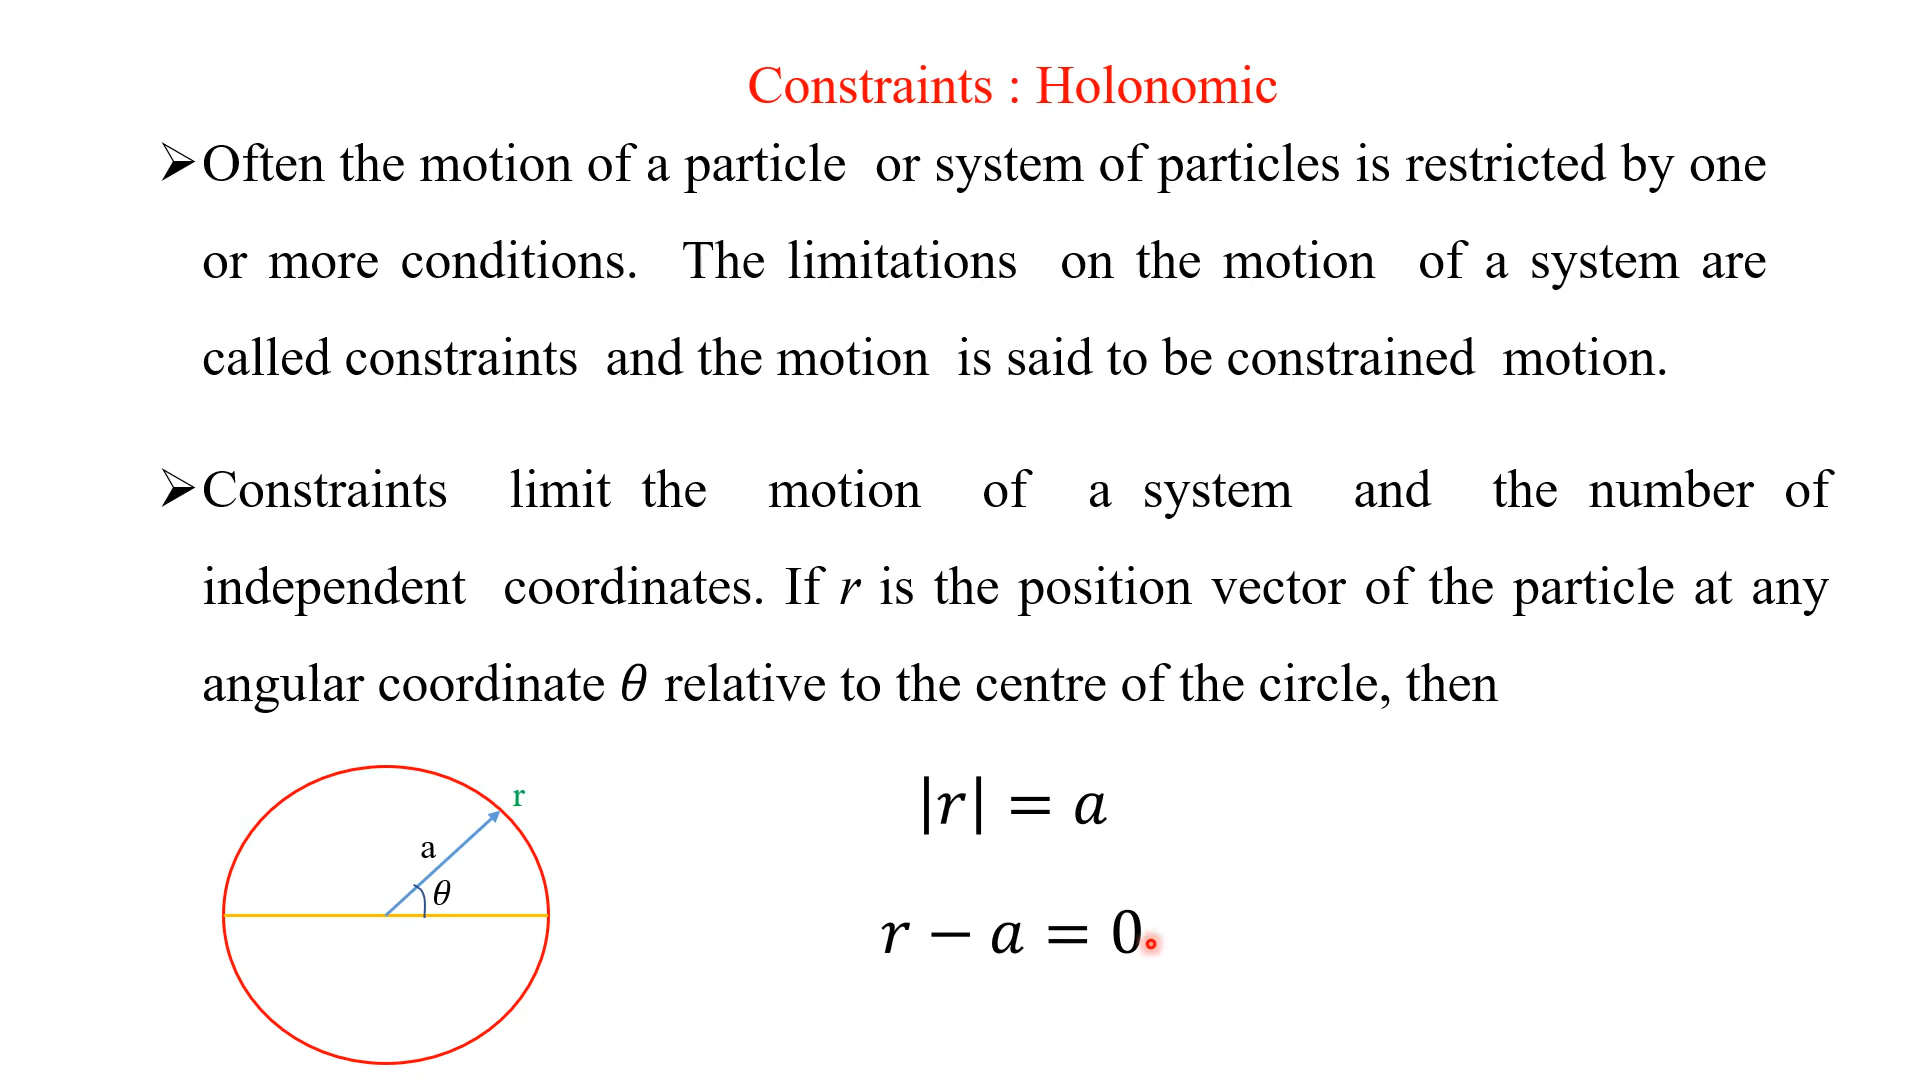 Constraints : Holonomic
➢Often the motion of a particle or system of particles is restricted by one
or more conditions. The limitations on the motion of a system are
called constraints and the motion is said to be constrained motion.
➢Constraints limit the motion of a system and the number of
independent coordinates. If r is the position vector of the particle at any
angular coordinate θ relative to the centre of the circle, then
r
a
θ
|r| = a
r − a = 0